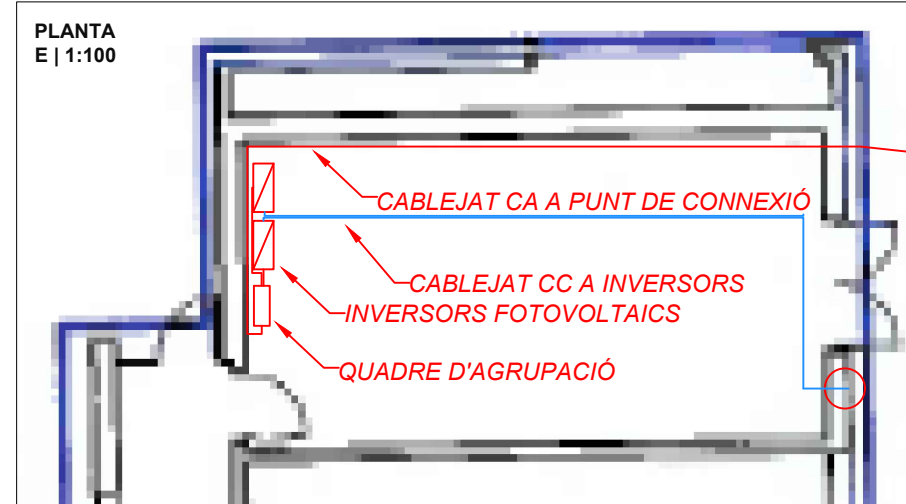 PLANTA
E | 1:100
CABLEJAT CA A PUNT DE CONNEXIÓ
CABLEJAT CC A INVERSORS
INVERSORS FOTOVOLTAICS
QUADRE D'AGRUPACIÓ